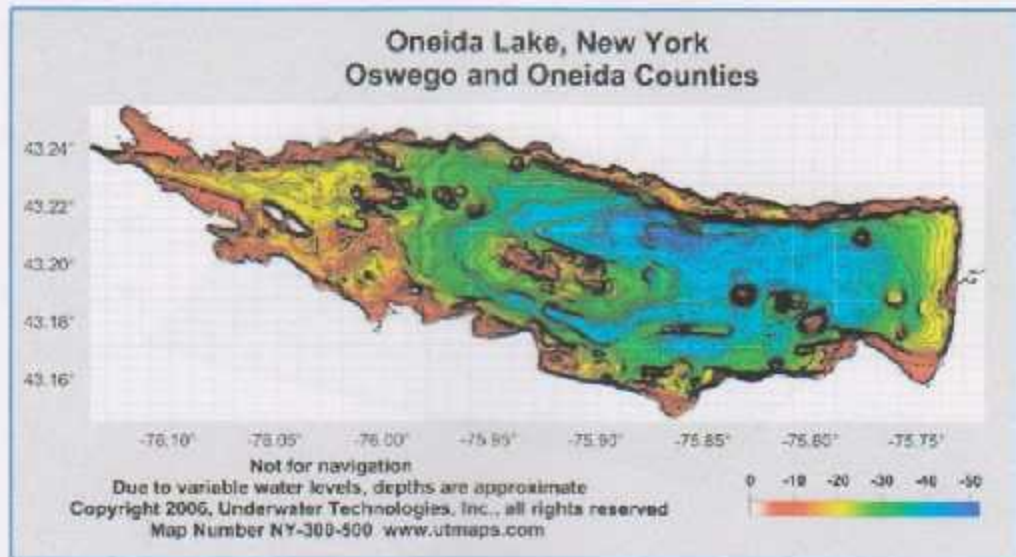 Oneida Lake, New York
Oswego and Oneida Counties
43.24°
43.22°
43.20°
43.18°
43.16°
-76.10° -76.05° -76.00° -75.95° -75.90° -75.85° -75.80° -75.75°
Not for navigation
Due to variable water levels, depths are approximate
Copyright 2006, Underwater Technologies, Inc., all rights reserved
Map Number NY-300-500 www.utmaps.com
0 -10 -20 -30 -40 -50